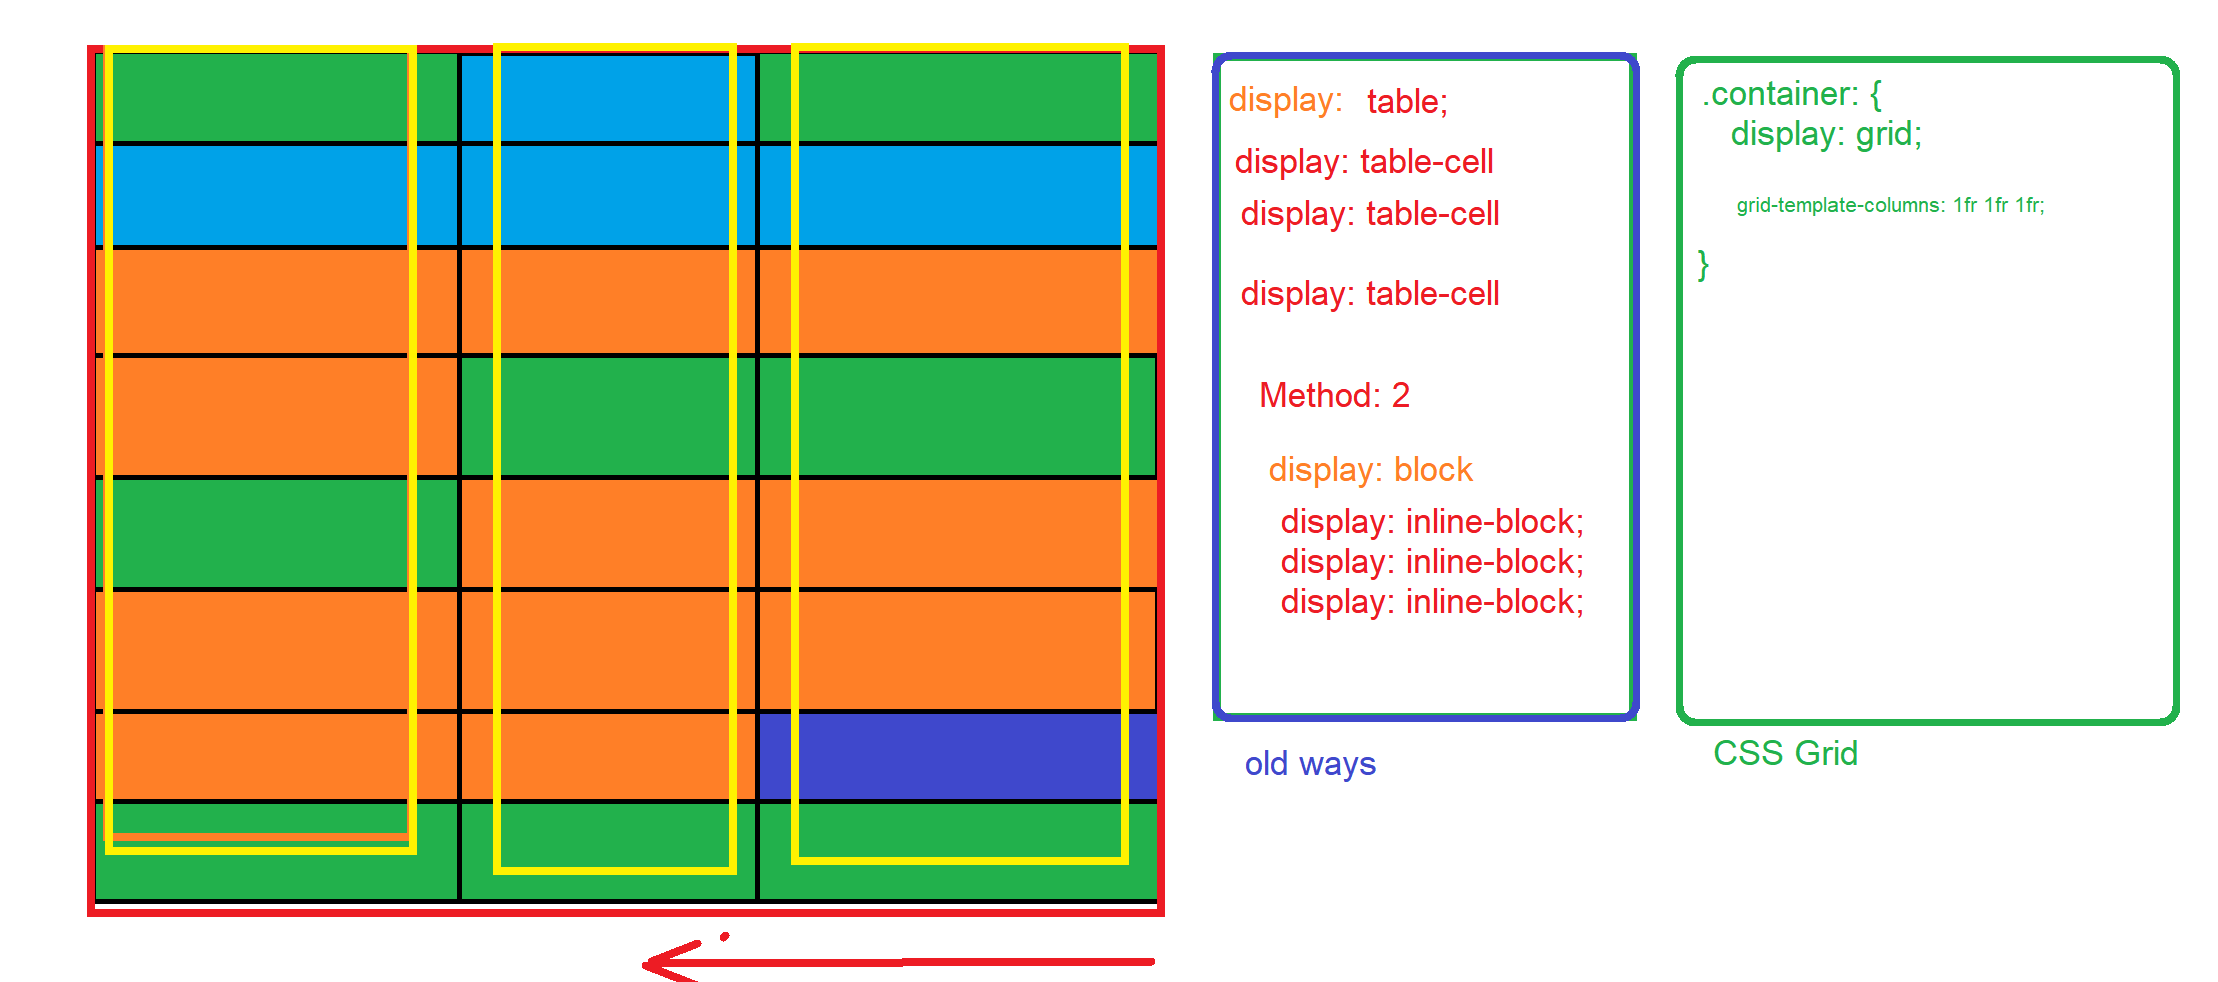 display: table;
display: table-cell
display: table-cell
display: table-cell
Method: 2
display: block
display: inline-block;
display: inline-block;
display: inline-block;
old ways
.container: {
display: grid;
grid-template-columns: 1fr 1fr 1fr;
}
CSS Grid